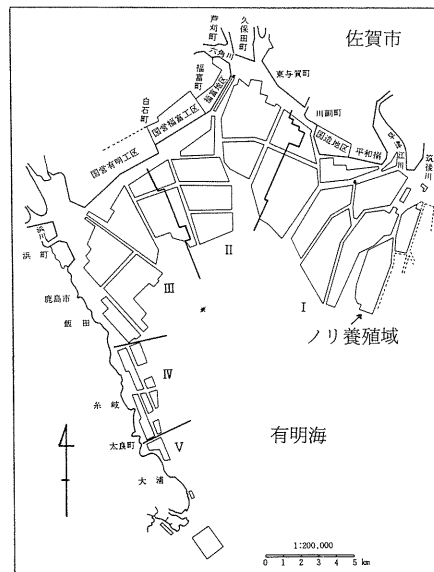 佐賀市
芦刈町
久保田町
六角川
福富町
東与賀町
白石町
福富地区
国営福富工区
川副町
国造地区
平和搦
早津江川
筑後川
国営有明工区
浜川
浜町
鹿島市
飯田
糸岐
太良町
大浦
I
II
III
IV
V
ノリ養殖域
有明海
1:200,000
0 1 2 3 4 5 km